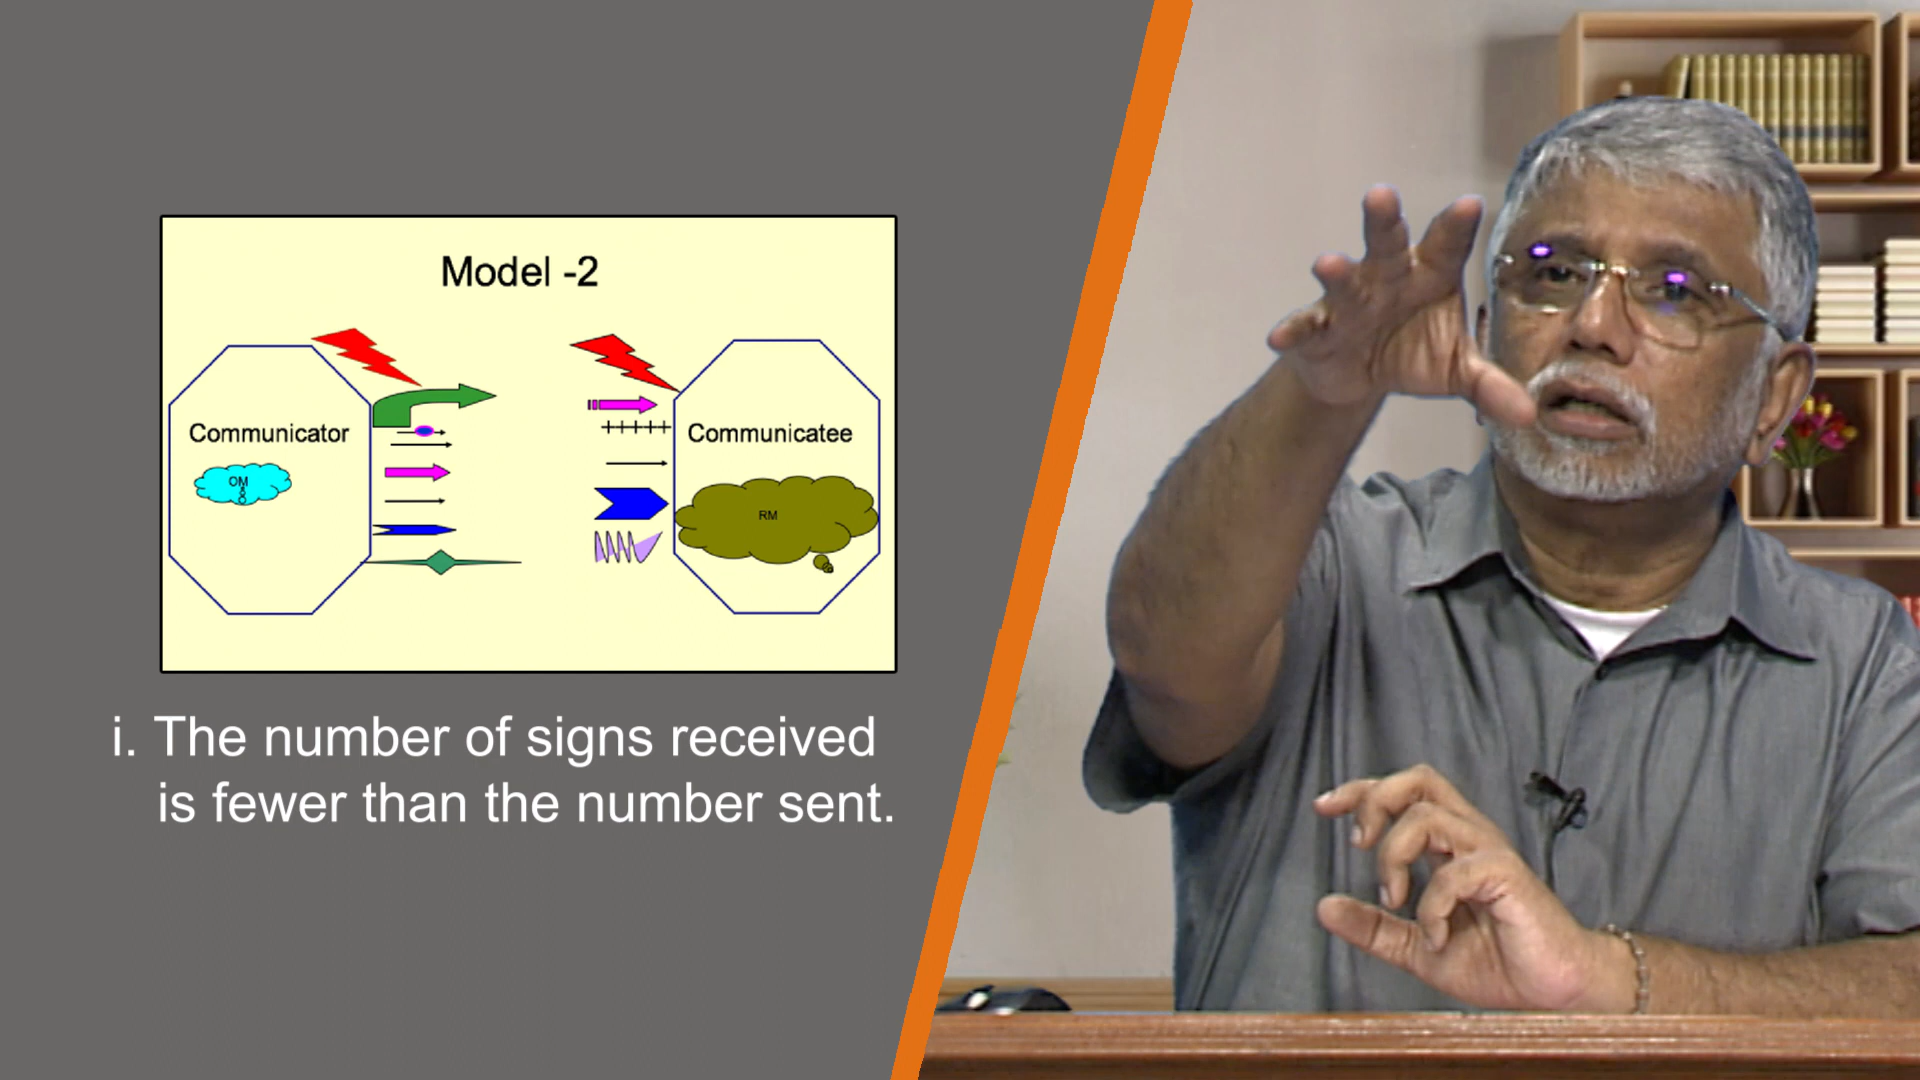 Model -2
Communicator
Communicatee
OM
RM
i. The number of signs received
is fewer than the number sent.